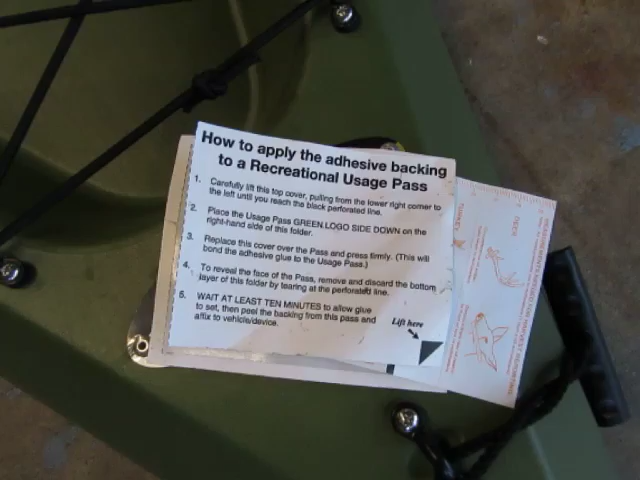 How to apply the adhesive backing
to a Recreational Usage Pass
1. Carefully lift this top cover, pulling from the lower right corner to
the left until you reach the black perforated line.
2. Place the Usage Pass GREEN LOGO SIDE DOWN on the
right-hand side of this folder.
3. Replace this cover over the Pass and press firmly. (This will
bond the adhesive glue to the Usage Pass.)
4. To reveal the face of the Pass, remove and discard the bottom
layer of this folder by tearing at the perforated line.
5. WAIT AT LEAST TEN MINUTES to allow glue
to set, then peel the backing from this pass and
affix to vehicle/device.
Lift here
TURKEY
DEER